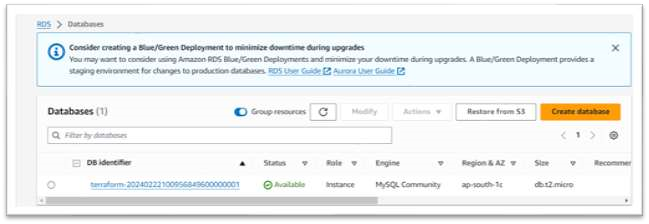 RDS > Databases
Consider creating a Blue/Green Deployment to minimize downtime during upgrades
You may want to consider using Amazon RDS Blue/Green Deployments and minimize your downtime during upgrades. A Blue/Green Deployment provides a
staging environment for changes to production databases. RDS User Guide Aurora User Guide
Databases (1) Group resources Modify Actions Restore from S3 Create database
Filter by databases < 1 >
DB identifier Status Role Engine Region & AZ Size Recommer
terraform-20240222100956849600000001 Available Instance MySQL Community ap-south-1c db.t2.micro